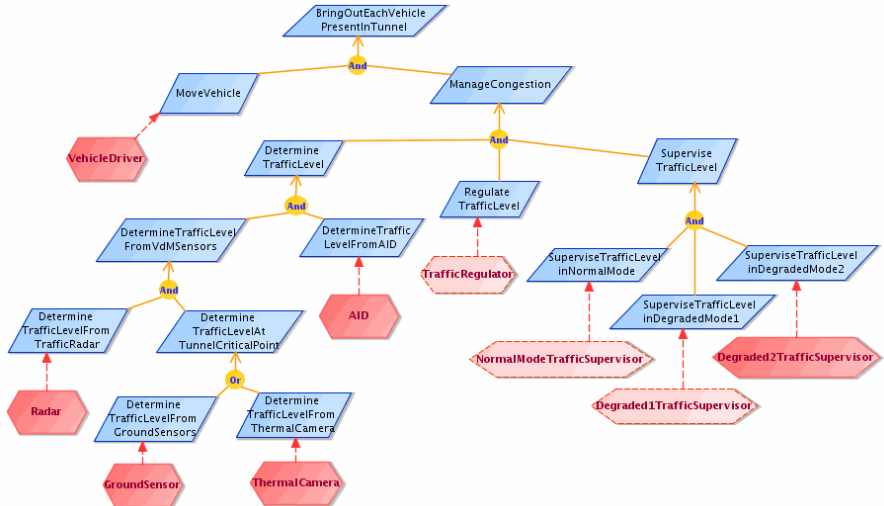 BringOutEachVehicle
PresentInTunnel
And
MoveVehicle
ManageCongestion
VehicleDriver
And
Determine
TrafficLevel
Supervise
TrafficLevel
Regulate
TrafficLevel
And
And
DetermineTrafficLevel
FromVdMSensors
DetermineTraffic
LevelFromAID
SuperviseTrafficLevel
inNormalMode
SuperviseTrafficLevel
inDegradedMode2
TrafficRegulator
And
SuperviseTrafficLevel
inDegradedMode1
Determine
TrafficLevelFrom
TrafficRadar
Determine
TrafficLevelAt
TunnelCriticalPoint
AID
NormalModeTrafficSupervisor
Degraded2TrafficSupervisor
Or
Radar
Determine
TrafficLevelFrom
GroundSensors
Determine
TrafficLevelFrom
ThermalCamera
Degraded1TrafficSupervisor
GroundSensor
ThermalCamera